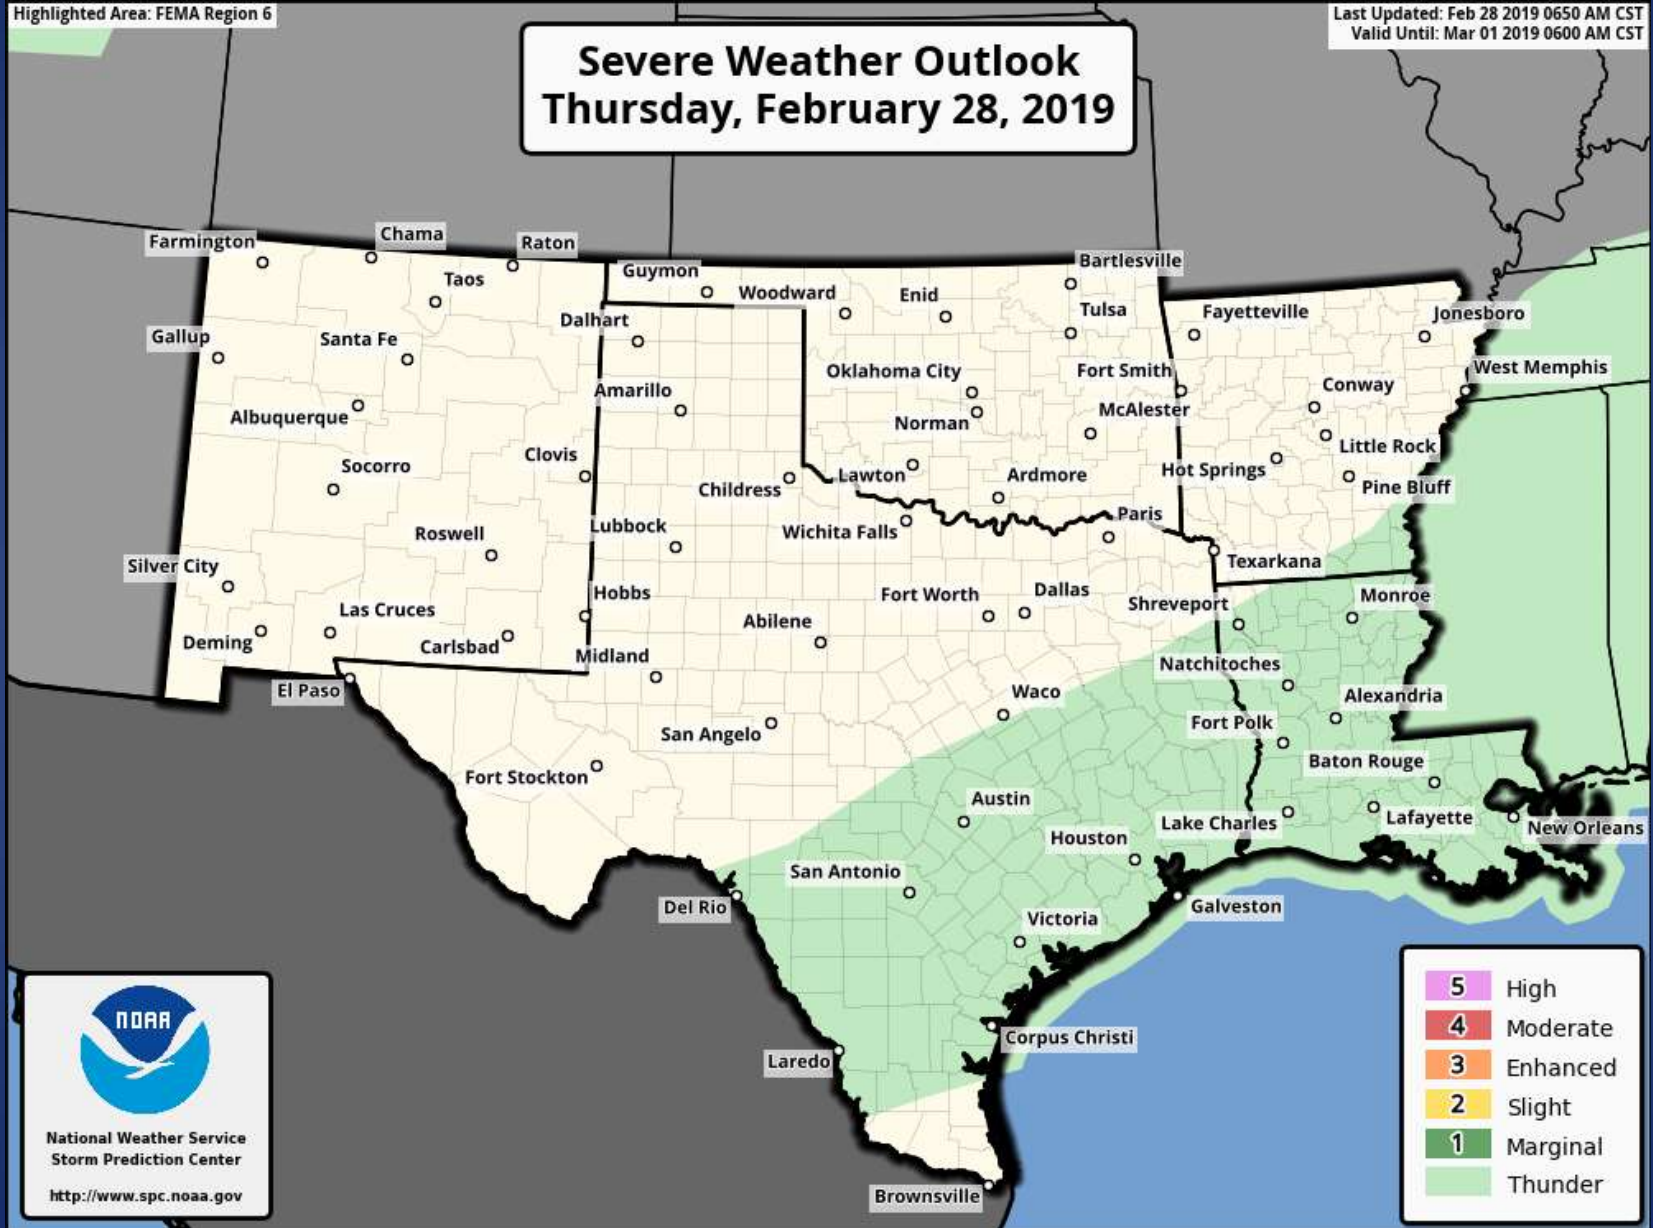 Highlighted Area: FEMA Region 6
Last Updated: Feb 28 2019 0650 AM CST
Valid Until: Mar 01 2019 0600 AM CST
Severe Weather Outlook
Thursday, February 28, 2019
Farmington
Chama
Raton
Taos
Guymon
Woodward
Enid
Bartlesville
Tulsa
Fayetteville
Jonesboro
Gallup
Santa Fe
Dalhart
Oklahoma City
Fort Smith
West Memphis
Albuquerque
Amarillo
Norman
McAlester
Conway
Little Rock
Socorro
Clovis
Childress
Lawton
Ardmore
Hot Springs
Pine Bluff
Roswell
Lubbock
Wichita Falls
Paris
Texarkana
Silver City
Las Cruces
Hobbs
Fort Worth
Dallas
Shreveport
Monroe
Deming
Carlsbad
Midland
Abilene
Natchitoches
El Paso
Waco
Alexandria
San Angelo
Fort Polk
Fort Stockton
Baton Rouge
Austin
Houston
Lake Charles
Lafayette
New Orleans
San Antonio
Del Rio
Galveston
Victoria
Corpus Christi
Laredo
Brownsville
NOAA
National Weather Service
Storm Prediction Center
http://www.spc.noaa.gov
5 High
4 Moderate
3 Enhanced
2 Slight
1 Marginal
Thunder